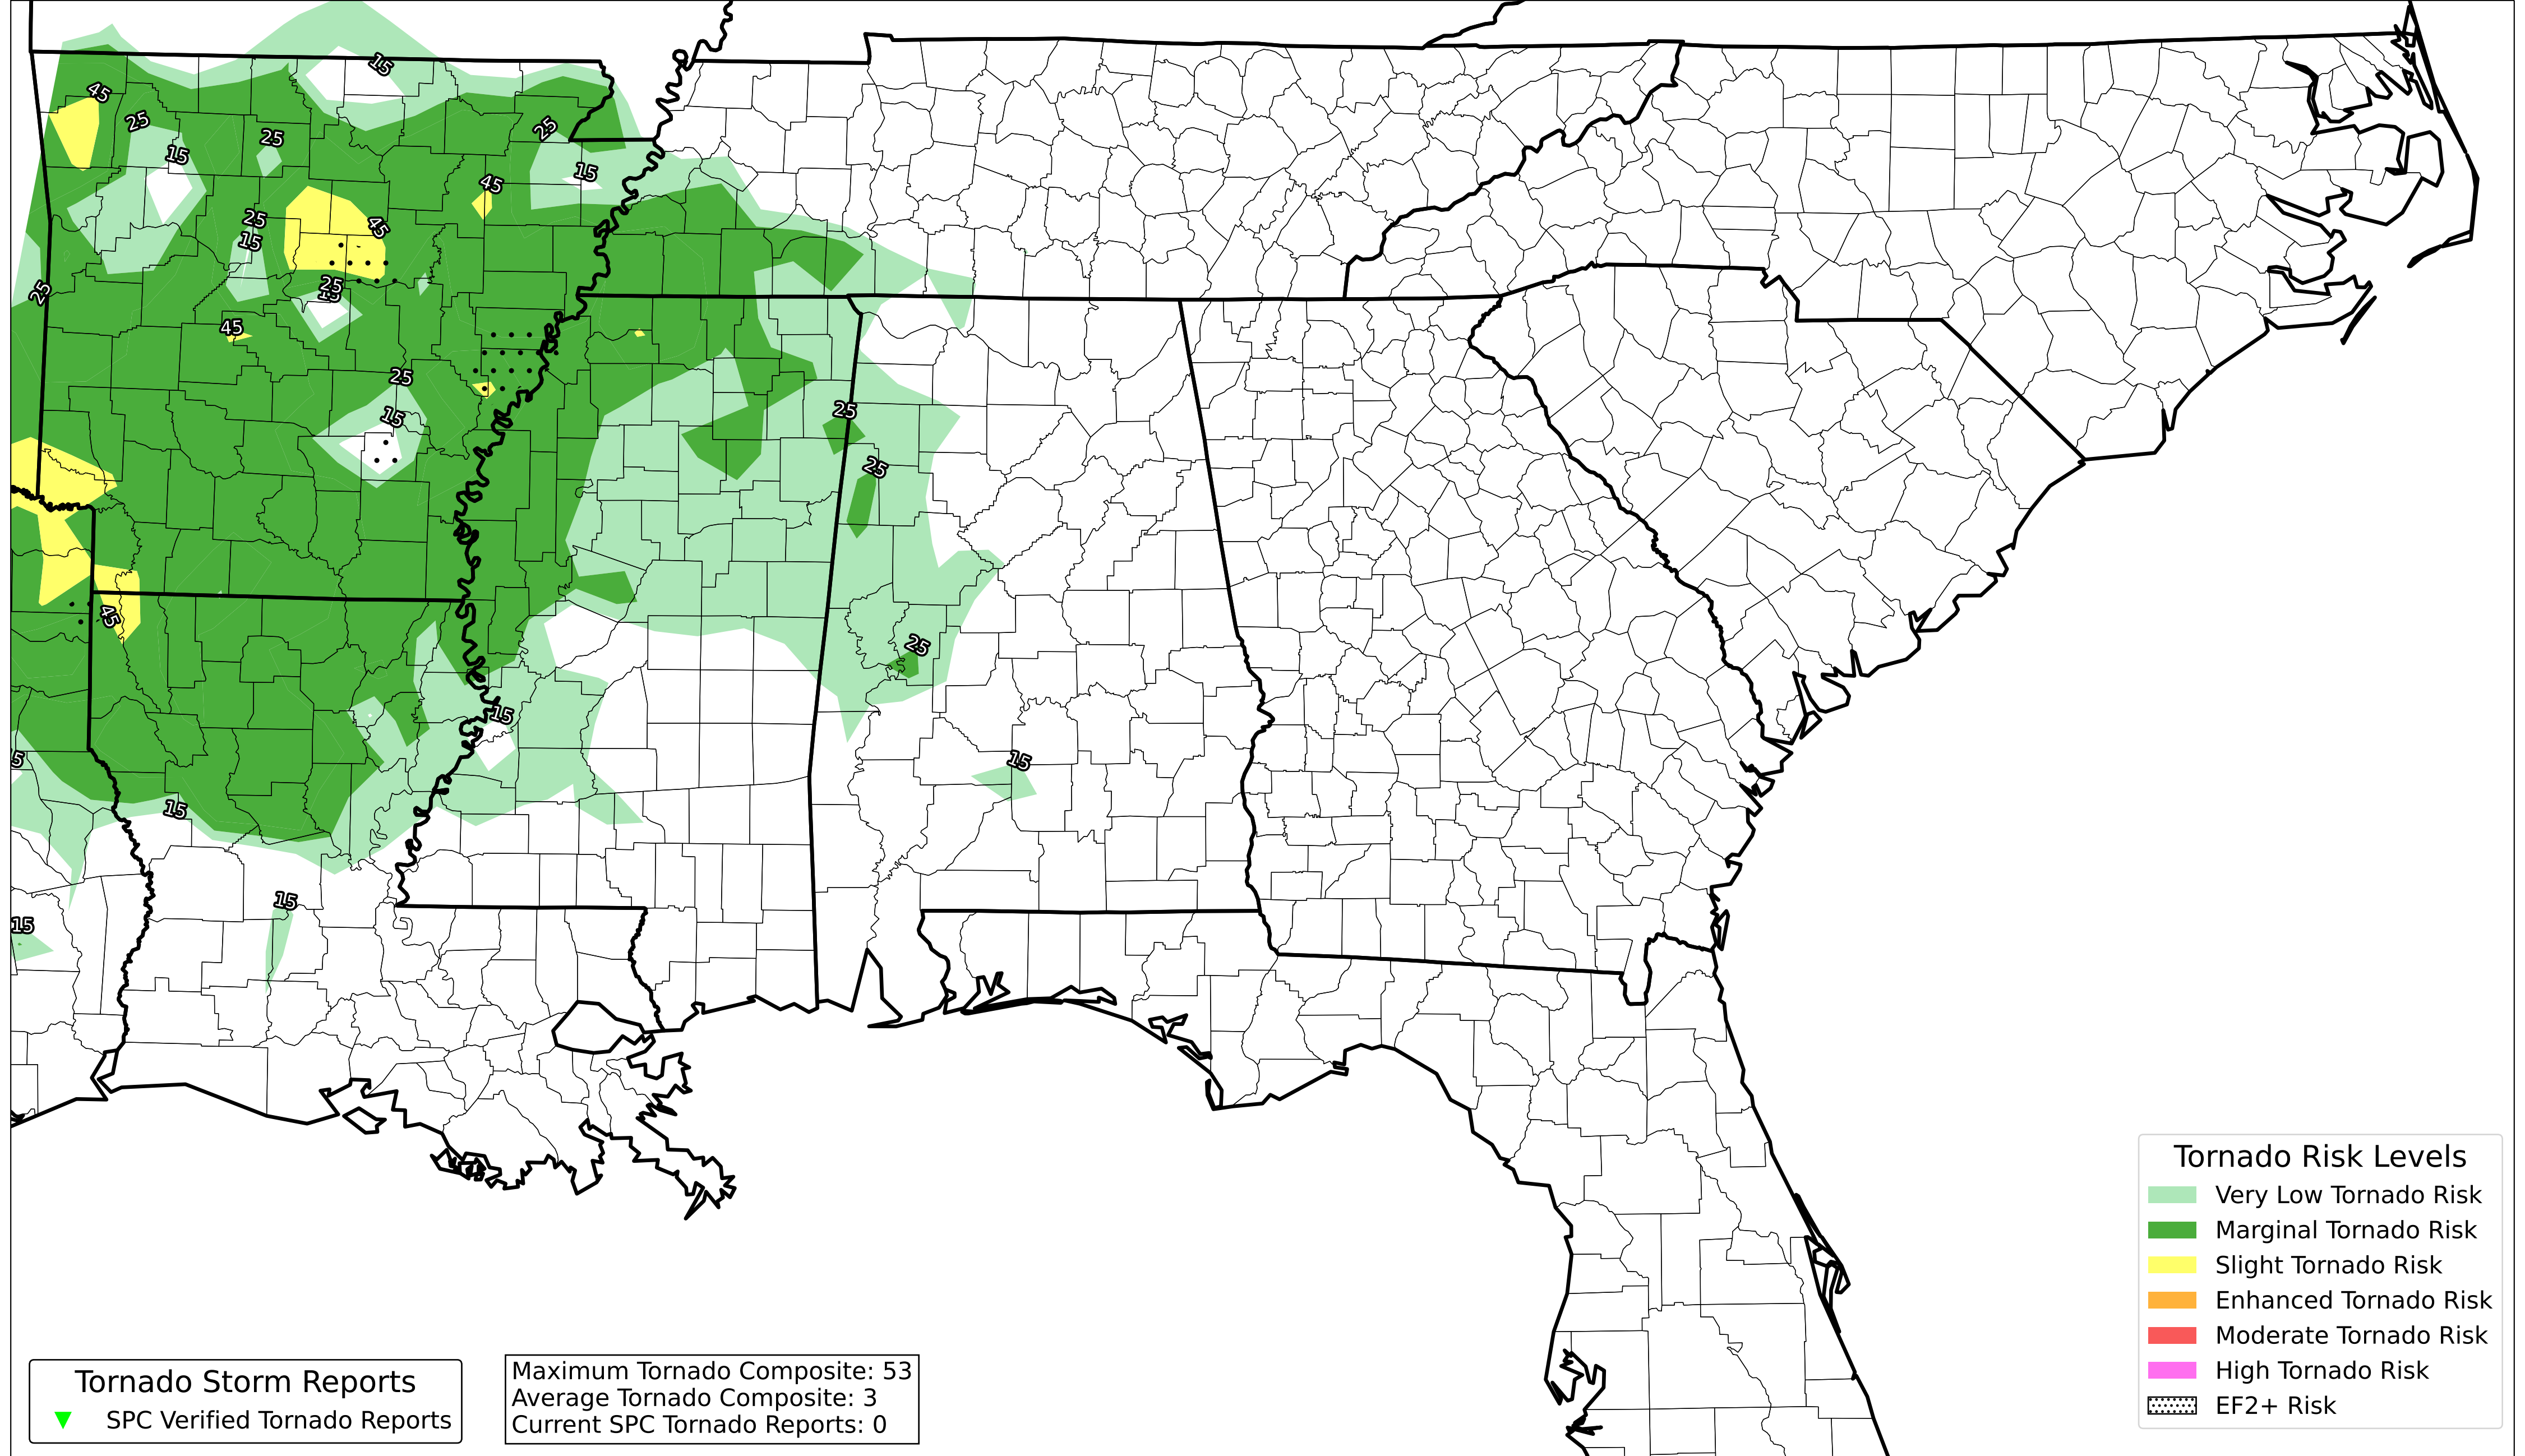 15
45
25
25
15
25
15
45
15
25
45
25
15
25
25
15
45
25
25
15
25
45
25
15
5
15
15
15
15
Tornado Risk Levels
Very Low Tornado Risk
Marginal Tornado Risk
Slight Tornado Risk
Enhanced Tornado Risk
Moderate Tornado Risk
High Tornado Risk
EF2+ Risk
Tornado Storm Reports
SPC Verified Tornado Reports
Maximum Tornado Composite: 53
Average Tornado Composite: 3
Current SPC Tornado Reports: 0